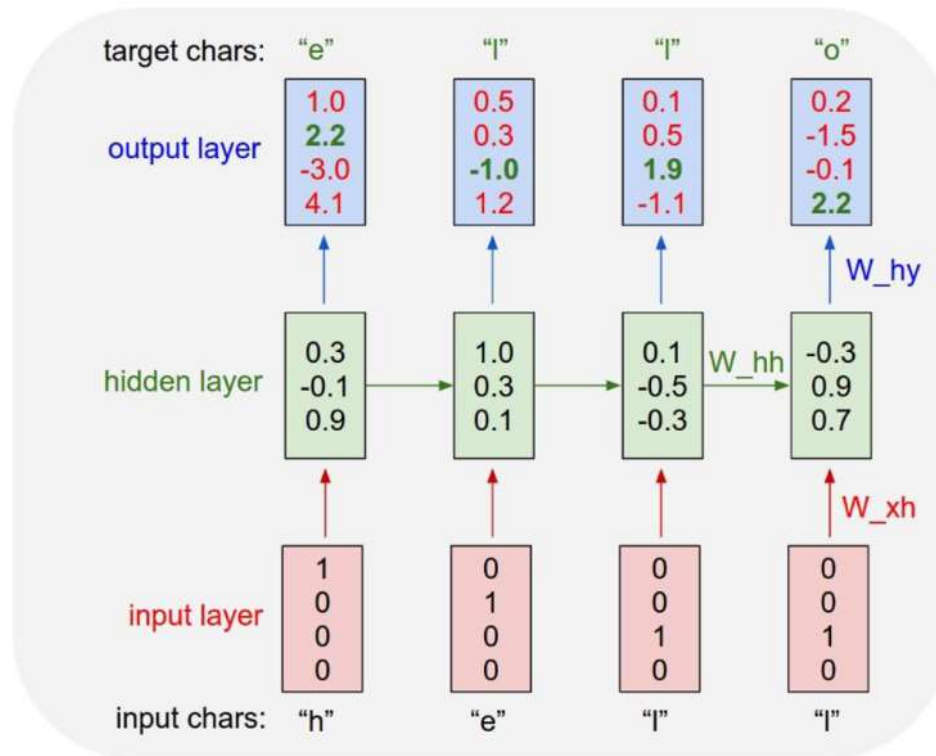 target chars: “e” “l” “l” “o”
1.0 0.5 0.1 0.2
2.2 0.3 0.5 -1.5
output layer
-3.0 -1.0 1.9 -0.1
4.1 1.2 -1.1 2.2
W_hy
0.3 1.0 0.1 -0.3
W_hh
hidden layer -0.1 0.3 -0.5 0.9
0.9 0.1 -0.3 0.7
W_xh
1 0 0 0
0 1 0 0
input layer
0 0 1 1
0 0 0 0
input chars: “h” “e” “l” “l”